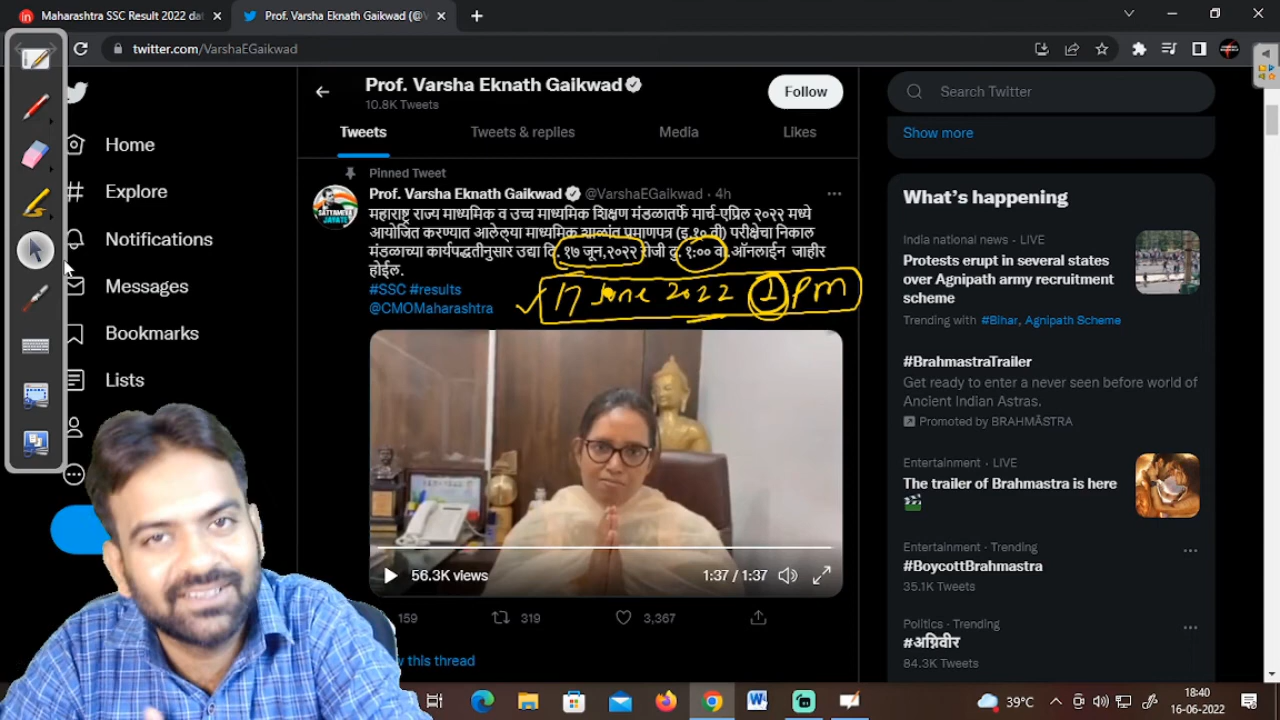 Maharashtra SSC Result 2022 dat
Prof. Varsha Eknath Gaikwad (@V
twitter.com/VarshaEGaikwad
Prof. Varsha Eknath Gaikwad
10.8K Tweets
Follow
Tweets
Tweets & replies
Media
Likes
Home
Explore
Notifications
Messages
Bookmarks
Lists
Pinned Tweet
Prof. Varsha Eknath Gaikwad @VarshaEGaikwad · 4h
महाराष्ट्र राज्य माध्यमिक व उच्च माध्यमिक शिक्षण मंडळातर्फे मार्च-एप्रिल २०२२ मध्ये
आयोजित करण्यात आलेल्या माध्यमिक शाळांत प्रमाणपत्र (इ.१० वी) परीक्षेचा निकाल
मंडळाच्या कार्यपद्धतीनुसार उद्या दि. १७ जून,२०२२ रोजी दु. १:०० वा. ऑनलाईन जाहीर
होईल.
#SSC #results
@CMOMaharashtra
17 June 2022 1 pm
SATTAMEVA
JAYATE
56.3K views
1:37 / 1:37
159
319
3,367
this thread
Search Twitter
Show more
What's happening
India national · LIVE
Protests erupt in several states
over Agnipath army recruitment
scheme
Trending with #Bihar, Agnipath Scheme
#BrahmastraTrailer
Get ready to enter a never seen before world of
Ancient Indian Astras.
Promoted by BRAHMĀSTRA
Entertainment · LIVE
The trailer of Brahmastra is here
Entertainment · Trending
#BoycottBrahmastra
35.1K Tweets
Politics · Trending
#अग्निवीर
84.3K Tweets
39°C
18:40
16-06-2022